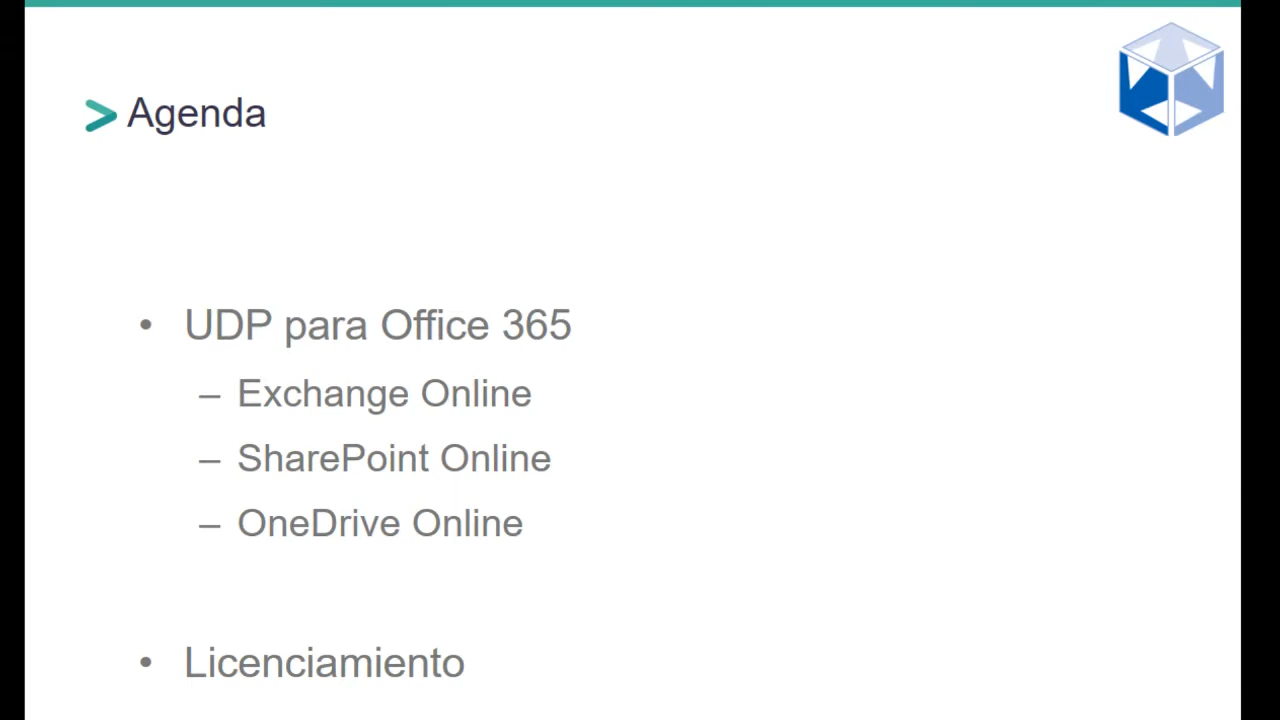 > Agenda
• UDP para Office 365
– Exchange Online
– SharePoint Online
– OneDrive Online
• Licenciamiento